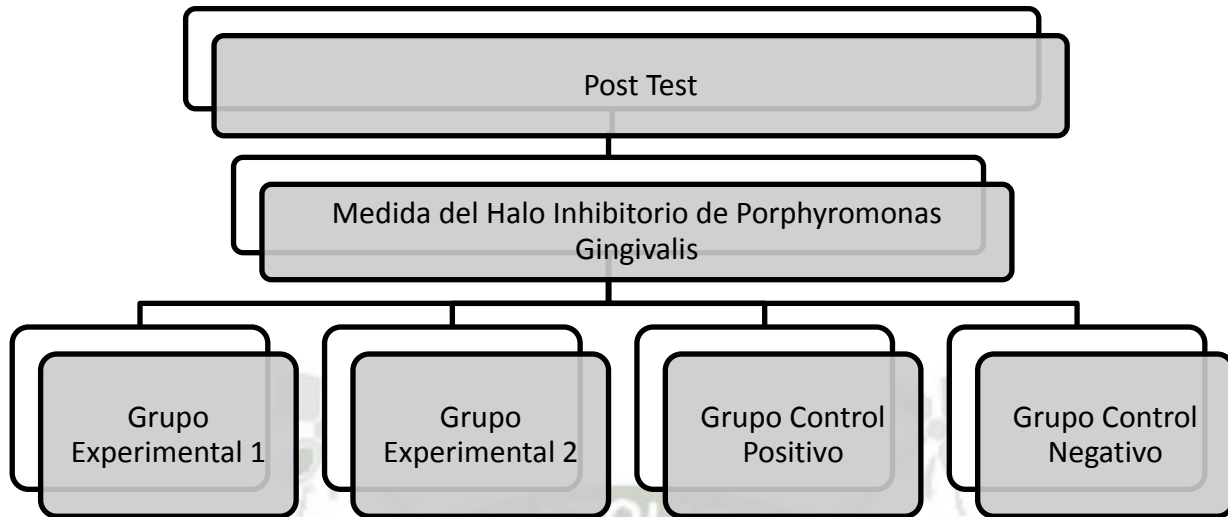 Post Test
Medida del Halo Inhibitorio de Porphyromonas
Gingivalis
Grupo
Experimental 1
Grupo
Experimental 2
Grupo Control
Positivo
Grupo Control
Negativo